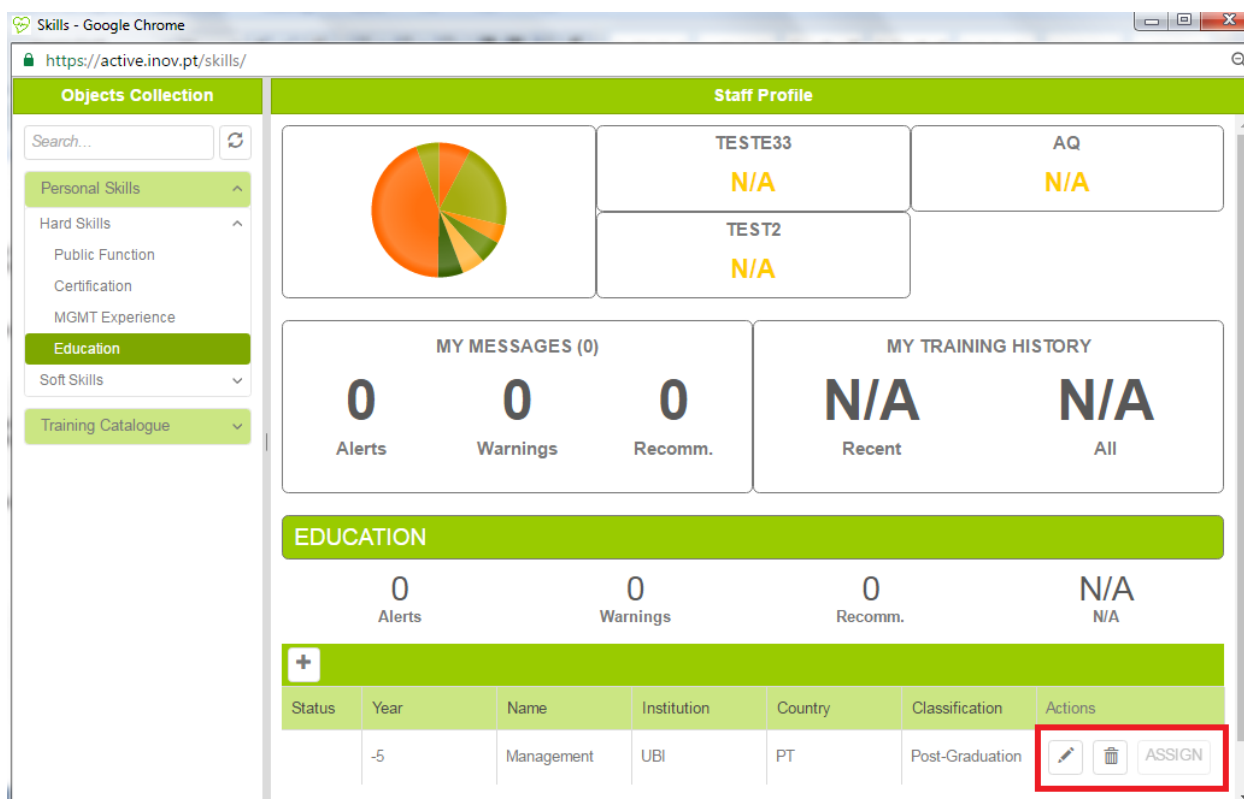 Skills - Google Chrome
https://active.inov.pt/skills/
Objects Collection
Staff Profile
Search...
Personal Skills
Hard Skills
Public Function
Certification
MGMT Experience
Education
Soft Skills
Training Catalogue
TESTE33
N/A
AQ
N/A
TEST2
N/A
MY MESSAGES (0)
0 0 0
Alerts Warnings Recomm.
MY TRAINING HISTORY
N/A N/A
Recent All
EDUCATION
0 0 0 N/A
Alerts Warnings Recomm. N/A
+
Status Year Name Institution Country Classification Actions
-5 Management UBI PT Post-Graduation ASSIGN